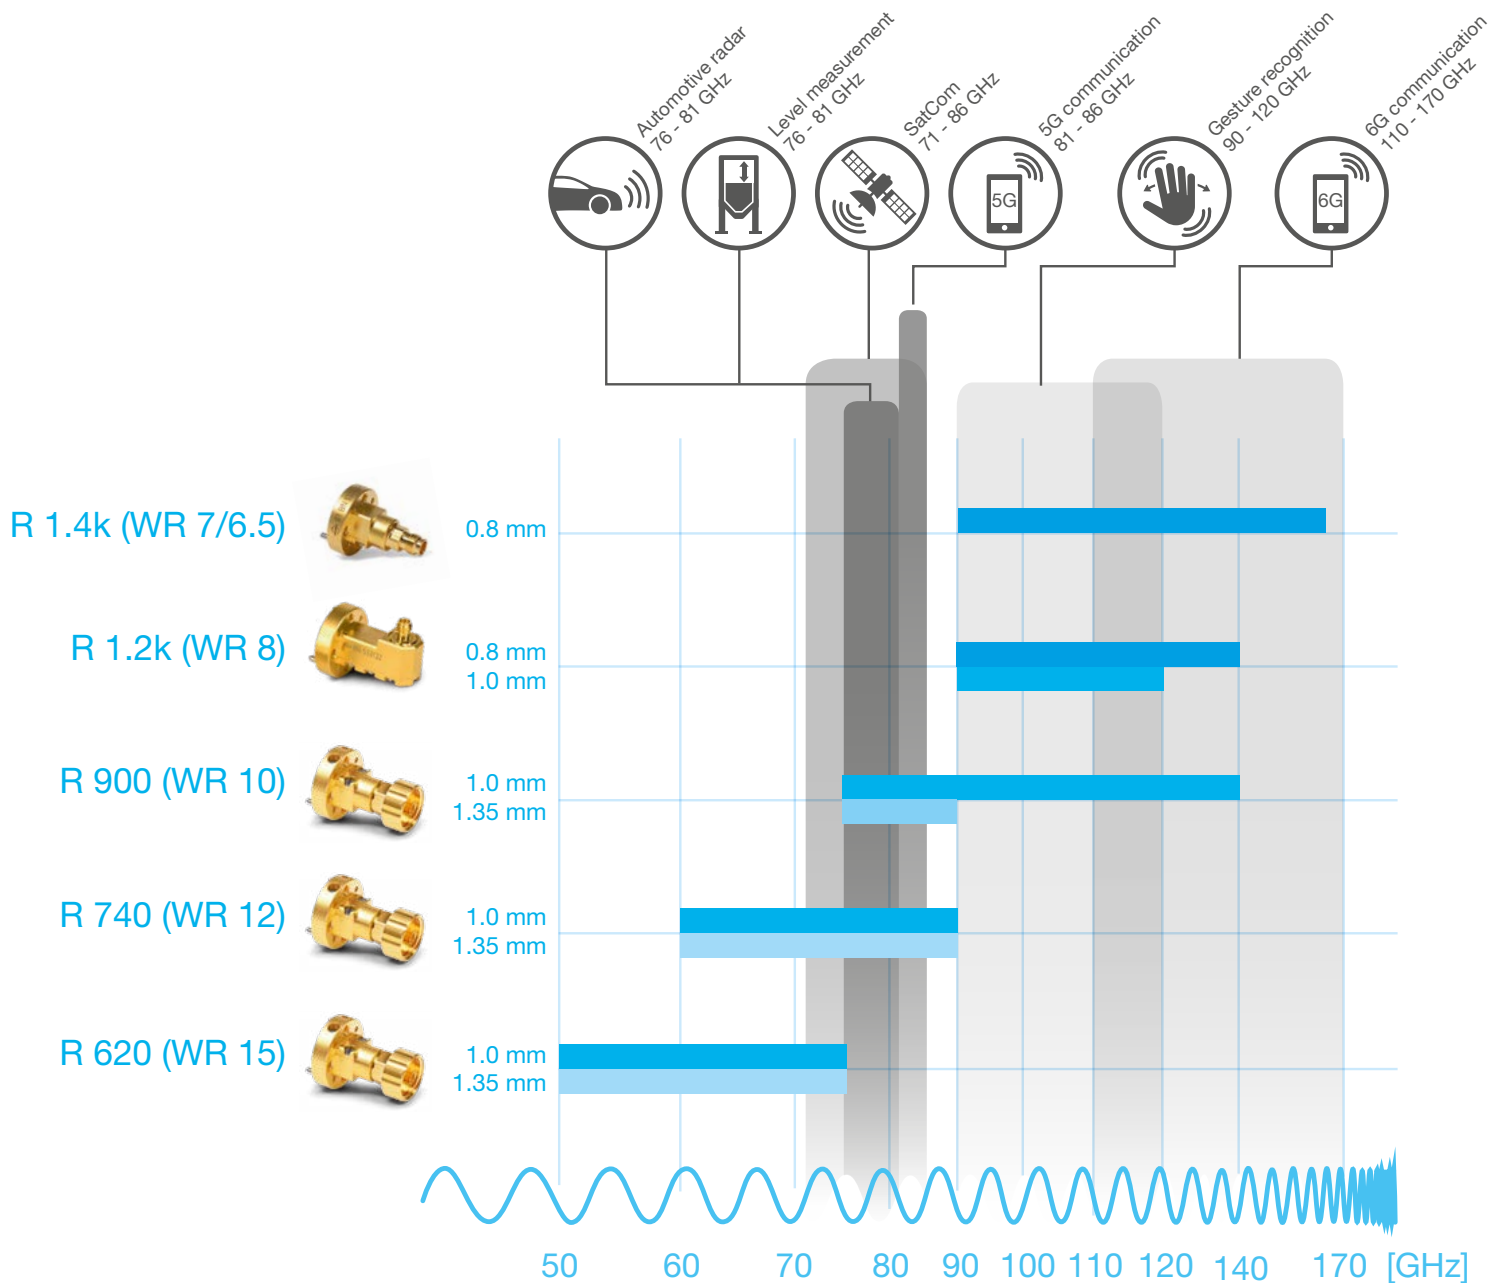 Automotive radar
76 - 81 GHz
Level measurement
76 - 81 GHz
SatCom
71 - 86 GHz
5G communication
81 - 86 GHz
Gesture recognition
90 - 120 GHz
6G communication
110 - 170 GHz
5G
6G
R 1.4k (WR 7/6.5)
0.8 mm
R 1.2k (WR 8)
0.8 mm
1.0 mm
R 900 (WR 10)
1.0 mm
1.35 mm
R 740 (WR 12)
1.0 mm
1.35 mm
R 620 (WR 15)
1.0 mm
1.35 mm
50 60 70 80 90 100 110 120 140 170 [GHz]